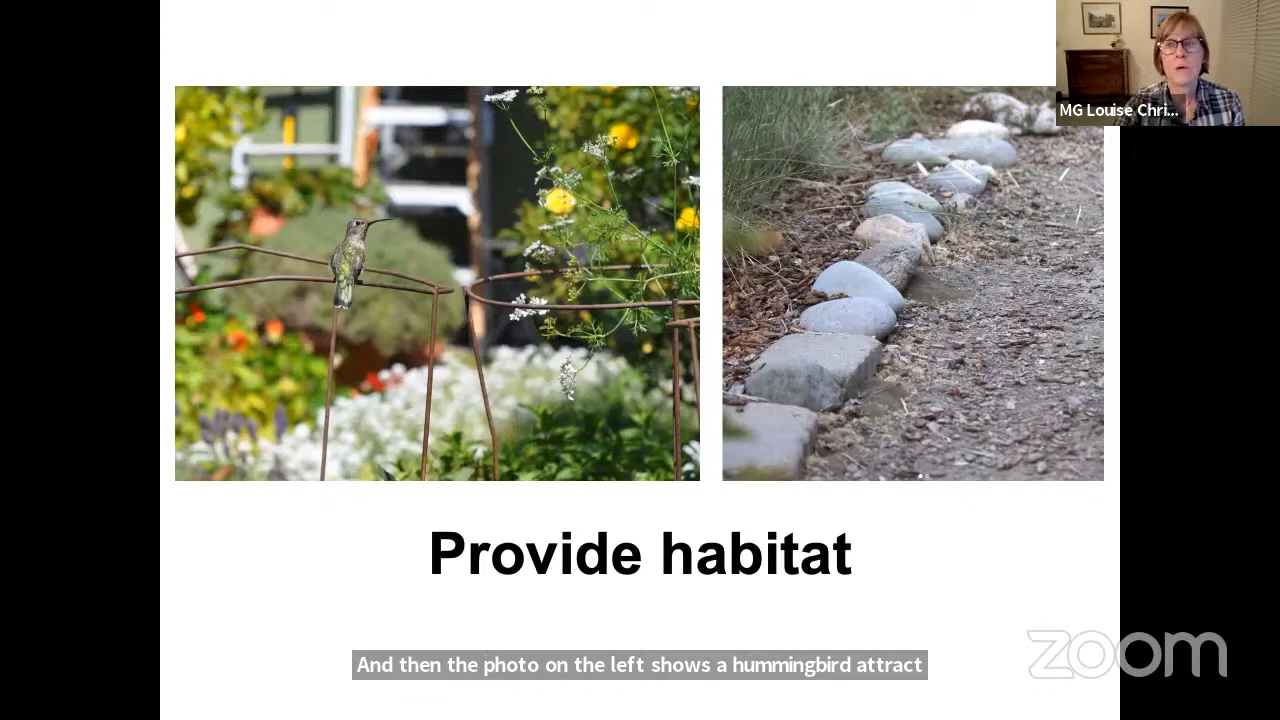 MG Louise Chri...
Provide habitat
And then the photo on the left shows a hummingbird attract
zoom